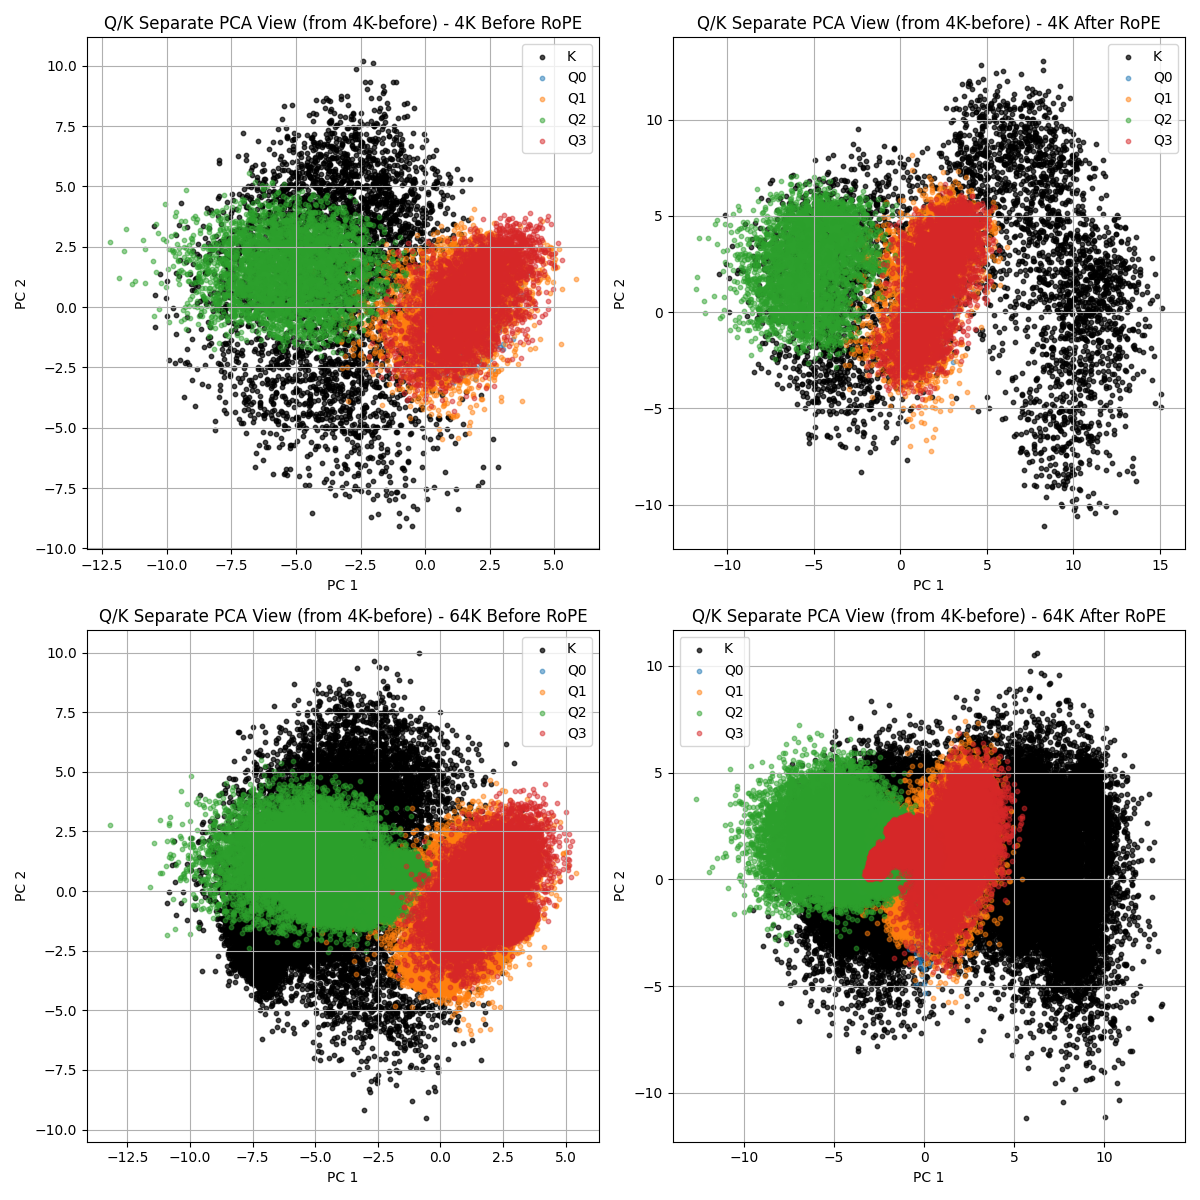 Q/K Separate PCA View (from 4K-before) - 4K Before RoPE
10.0
7.5
5.0
2.5
0.0
−2.5
−5.0
−7.5
−10.0
PC 2
K
Q0
Q1
Q2
Q3
−12.5 −10.0 −7.5 −5.0 −2.5 0.0 2.5 5.0
PC 1
Q/K Separate PCA View (from 4K-before) - 4K After RoPE
10
5
0
−5
−10
PC 2
K
Q0
Q1
Q2
Q3
−10 −5 0 5 10 15
PC 1
Q/K Separate PCA View (from 4K-before) - 64K Before RoPE
10.0
7.5
5.0
2.5
0.0
−2.5
−5.0
−7.5
−10.0
PC 2
K
Q0
Q1
Q2
Q3
−12.5 −10.0 −7.5 −5.0 −2.5 0.0 2.5 5.0
PC 1
Q/K Separate PCA View (from 4K-before) - 64K After RoPE
10
5
0
−5
−10
PC 2
K
Q0
Q1
Q2
Q3
−10 −5 0 5 10
PC 1